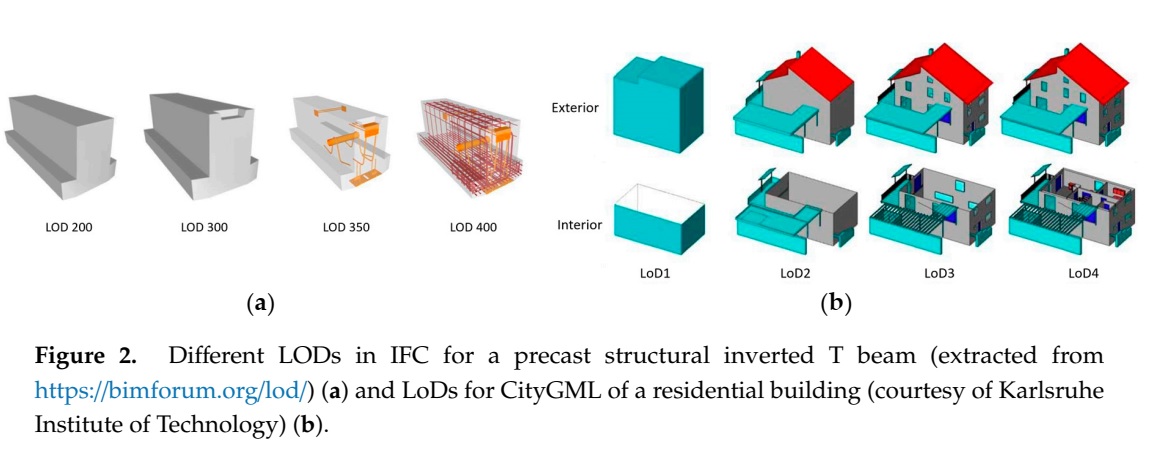 Exterior
Interior
LOD 200
LOD 300
LOD 350
LOD 400
LoD1
LoD2
LoD3
LoD4
(a)
(b)
Figure 2. Different LODs in IFC for a precast structural inverted T beam (extracted from
https://bimforum.org/lod/) (a) and LoDs for CityGML of a residential building (courtesy of Karlsruhe
Institute of Technology) (b).